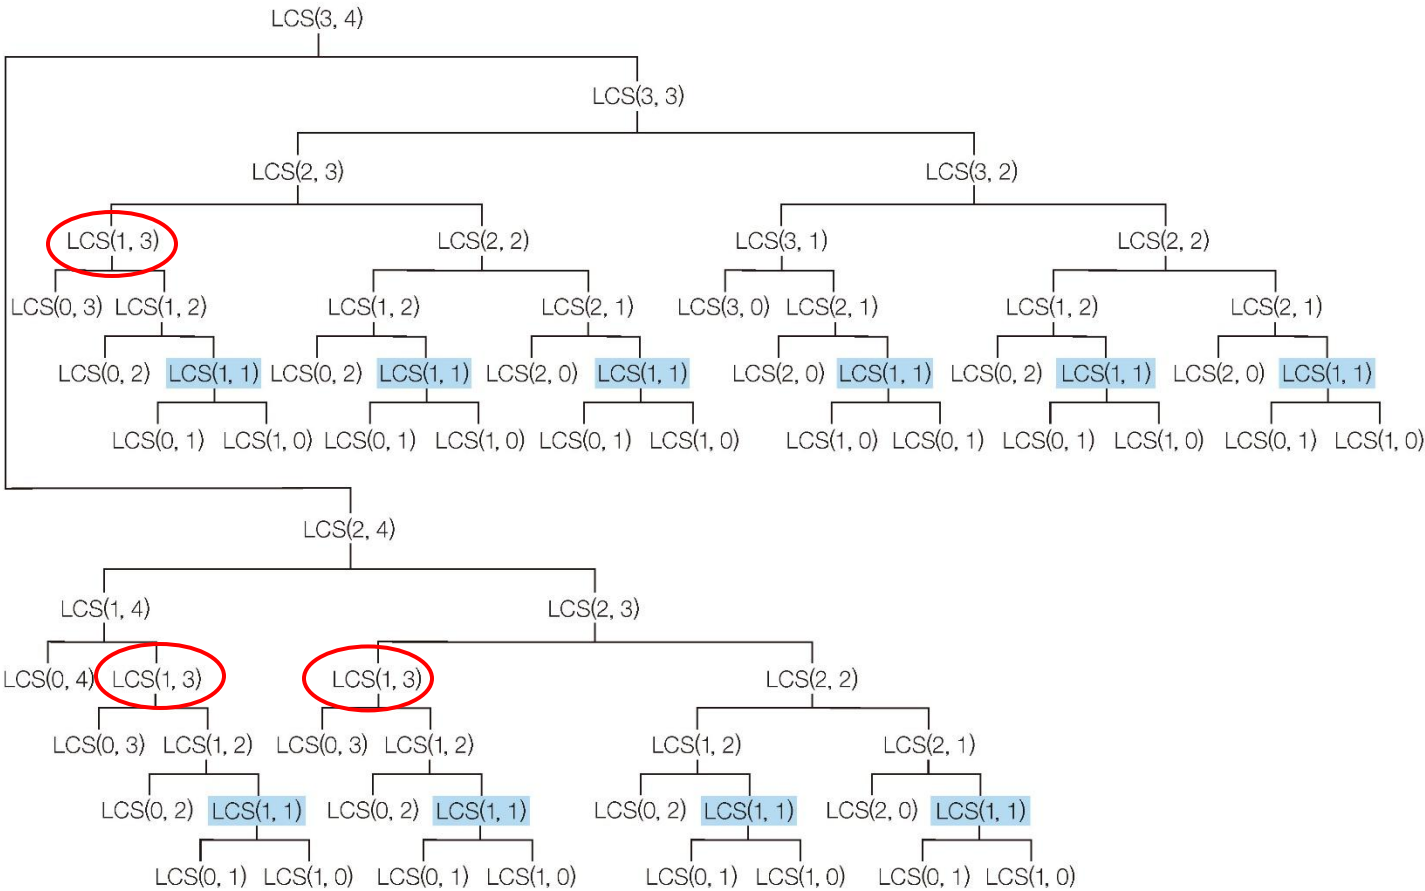 LCS(3, 4)
LCS(3, 3)
LCS(2, 3) LCS(3, 2)
LCS(1, 3) LCS(2, 2) LCS(3, 1) LCS(2, 2)
LCS(0, 3) LCS(1, 2) LCS(1, 2) LCS(2, 1) LCS(3, 0) LCS(2, 1) LCS(1, 2) LCS(2, 1)
LCS(0, 2) LCS(1, 1) LCS(0, 2) LCS(1, 1) LCS(2, 0) LCS(1, 1) LCS(2, 0) LCS(1, 1) LCS(0, 2) LCS(1, 1) LCS(2, 0) LCS(1, 1)
LCS(0, 1) LCS(1, 0) LCS(0, 1) LCS(1, 0) LCS(0, 1) LCS(1, 0) LCS(1, 0) LCS(0, 1) LCS(0, 1) LCS(1, 0) LCS(0, 1) LCS(1, 0)
LCS(2, 4)
LCS(1, 4) LCS(2, 3)
LCS(0, 4) LCS(1, 3) LCS(1, 3) LCS(2, 2)
LCS(0, 3) LCS(1, 2) LCS(0, 3) LCS(1, 2) LCS(1, 2) LCS(2, 1)
LCS(0, 2) LCS(1, 1) LCS(0, 2) LCS(1, 1) LCS(0, 2) LCS(1, 1) LCS(2, 0) LCS(1, 1)
LCS(0, 1) LCS(1, 0) LCS(0, 1) LCS(1, 0) LCS(0, 1) LCS(1, 0) LCS(0, 1) LCS(1, 0)